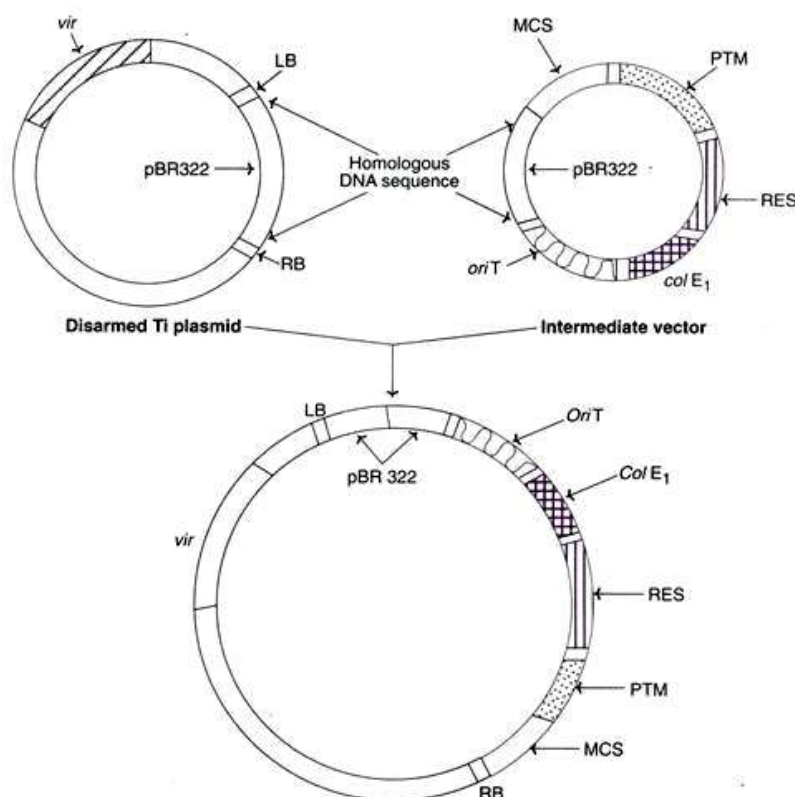 vir
LB
MCS
PTM
pBR322
Homologous
DNA sequence
pBR322
RES
RB
oriT
col E1
Disarmed Ti plasmid
Intermediate vector
LB
OriT
pBR 322
Col E1
vir
RES
PTM
MCS
RB